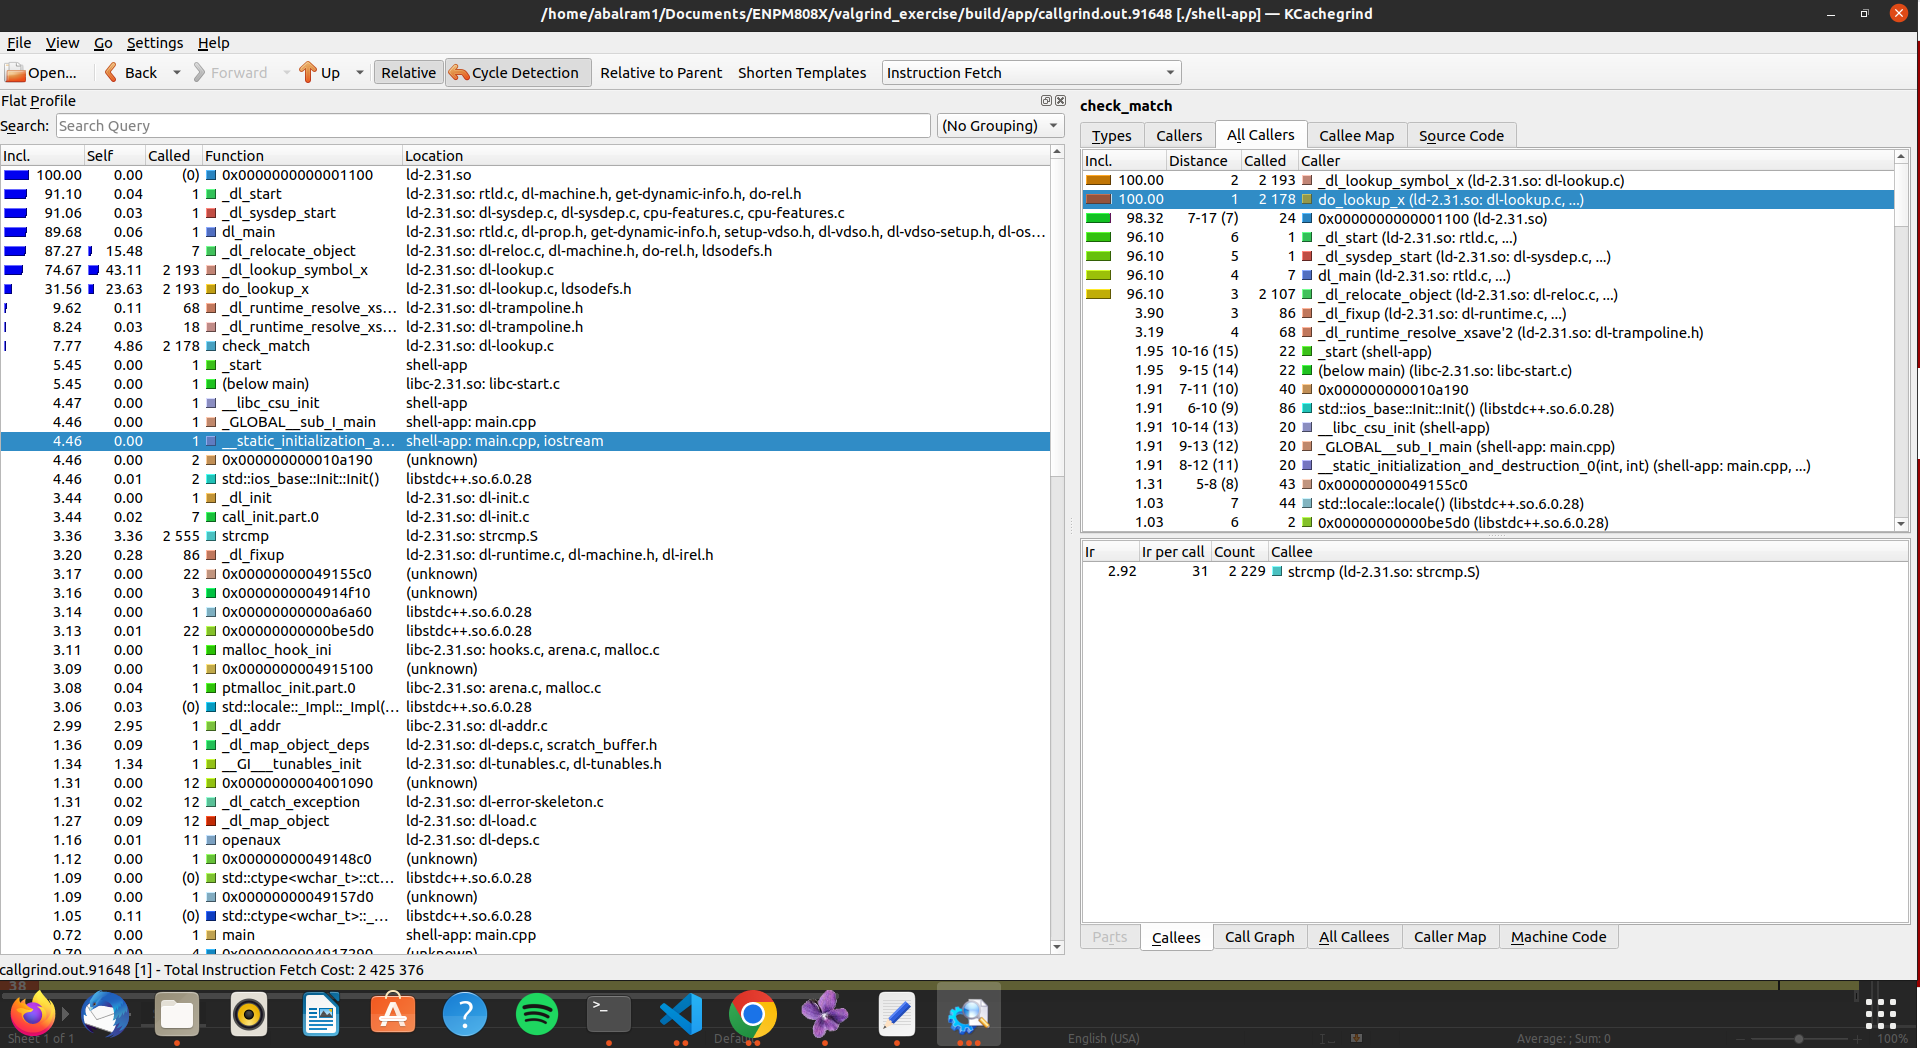 /home/abalram1/Documents/ENPM808X/valgrind_exercise/build/app/callgrind.out.91648 [./shell-app] — KCachegrind
File View Go Settings Help
Open... Back Forward Up Relative Cycle Detection Relative to Parent Shorten Templates Instruction Fetch
Flat Profile
Search: Search Query (No Grouping)
Incl. Self Called Function Location
100.00 0.00 (0) 0x0000000000001100 ld-2.31.so
91.10 0.04 1 _dl_start ld-2.31.so: rtld.c, dl-machine.h, get-dynamic-info.h, do-rel.h
91.06 0.03 1 _dl_sysdep_start ld-2.31.so: dl-sysdep.c, dl-sysdep.c, cpu-features.c, cpu-features.c
89.68 0.06 1 dl_main ld-2.31.so: rtld.c, dl-prop.h, get-dynamic-info.h, setup-vdso.h, dl-vdso.h, dl-vdso-setup.h, dl-os...
87.27 15.48 7 _dl_relocate_object ld-2.31.so: dl-reloc.c, dl-machine.h, do-rel.h, ldsodefs.h
74.67 43.11 2 193 _dl_lookup_symbol_x ld-2.31.so: dl-lookup.c
31.56 23.63 2 193 do_lookup_x ld-2.31.so: dl-lookup.c, ldsodefs.h
9.62 0.11 68 _dl_runtime_resolve_xs... ld-2.31.so: dl-trampoline.h
8.24 0.03 18 _dl_runtime_resolve_xs... ld-2.31.so: dl-trampoline.h
7.77 4.86 2 178 check_match ld-2.31.so: dl-lookup.c
5.45 0.00 1 _start shell-app
5.45 0.00 1 (below main) libc-2.31.so: libc-start.c
4.47 0.00 1 __libc_csu_init shell-app
4.46 0.00 1 _GLOBAL__sub_I_main shell-app: main.cpp
4.46 0.00 1 __static_initialization_a... shell-app: main.cpp, iostream
4.46 0.00 2 0x000000000010a190 (unknown)
4.46 0.01 2 std::ios_base::Init::Init() libstdc++.so.6.0.28
3.44 0.00 1 _dl_init ld-2.31.so: dl-init.c
3.44 0.02 7 call_init.part.0 ld-2.31.so: dl-init.c
3.36 3.36 2 555 strcmp ld-2.31.so: strcmp.S
3.20 0.28 86 _dl_fixup ld-2.31.so: dl-runtime.c, dl-machine.h, dl-irel.h
3.17 0.00 22 0x00000000049155c0 (unknown)
3.16 0.00 3 0x0000000004914f10 (unknown)
3.14 0.00 1 0x00000000000a6a60 libstdc++.so.6.0.28
3.13 0.01 22 0x00000000000be5d0 libstdc++.so.6.0.28
3.11 0.00 1 malloc_hook_ini libc-2.31.so: hooks.c, arena.c, malloc.c
3.09 0.00 1 0x0000000004915100 (unknown)
3.08 0.04 1 ptmalloc_init.part.0 libc-2.31.so: arena.c, malloc.c
3.06 0.03 (0) std::locale::_Impl::_Impl(... libstdc++.so.6.0.28
2.99 2.95 1 _dl_addr libc-2.31.so: dl-addr.c
1.36 0.09 1 _dl_map_object_deps ld-2.31.so: dl-deps.c, scratch_buffer.h
1.34 1.34 1 __GI___tunables_init ld-2.31.so: dl-tunables.c, dl-tunables.h
1.31 0.00 12 0x0000000004001090 (unknown)
1.31 0.02 12 _dl_catch_exception ld-2.31.so: dl-error-skeleton.c
1.27 0.09 12 _dl_map_object ld-2.31.so: dl-load.c
1.16 0.01 11 openaux ld-2.31.so: dl-deps.c
1.12 0.00 1 0x00000000049148c0 (unknown)
1.09 0.00 (0) std::ctype<wchar_t>::ct... libstdc++.so.6.0.28
1.09 0.00 1 0x00000000049157d0 (unknown)
1.05 0.11 (0) std::ctype<wchar_t>::_... libstdc++.so.6.0.28
0.72 0.00 1 main shell-app: main.cpp
0.70 0.00 4 0x0000000004917390 (unknown)
check_match
Types Callers All Callers Callee Map Source Code
Incl. Distance Called Caller
100.00 2 2 193 _dl_lookup_symbol_x (ld-2.31.so: dl-lookup.c)
100.00 1 2 178 do_lookup_x (ld-2.31.so: dl-lookup.c, ...)
98.32 7-17 (7) 24 0x0000000000001100 (ld-2.31.so)
96.10 6 1 _dl_start (ld-2.31.so: rtld.c, ...)
96.10 5 1 _dl_sysdep_start (ld-2.31.so: dl-sysdep.c, ...)
96.10 4 7 dl_main (ld-2.31.so: rtld.c, ...)
96.10 3 2 107 _dl_relocate_object (ld-2.31.so: dl-reloc.c, ...)
3.90 3 86 _dl_fixup (ld-2.31.so: dl-runtime.c, ...)
3.19 4 68 _dl_runtime_resolve_xsave'2 (ld-2.31.so: dl-trampoline.h)
1.95 10-16 (15) 22 _start (shell-app)
1.95 9-15 (14) 22 (below main) (libc-2.31.so: libc-start.c)
1.91 7-11 (10) 40 0x000000000010a190
1.91 6-10 (9) 86 std::ios_base::Init::Init() (libstdc++.so.6.0.28)
1.91 10-14 (13) 20 __libc_csu_init (shell-app)
1.91 9-13 (12) 20 _GLOBAL__sub_I_main (shell-app: main.cpp)
1.91 8-12 (11) 20 __static_initialization_and_destruction_0(int, int) (shell-app: main.cpp, ...)
1.31 5-8 (8) 43 0x00000000049155c0
1.03 7 44 std::locale::locale() (libstdc++.so.6.0.28)
1.03 6 2 0x00000000000be5d0 (libstdc++.so.6.0.28)
Ir Ir per call Count Callee
2.92 31 2 229 strcmp (ld-2.31.so: strcmp.S)
Parts Callees Call Graph All Callees Caller Map Machine Code
callgrind.out.91648 [1] - Total Instruction Fetch Cost: 2 425 376
38
Sheet 1 of 1 Defau English (USA) Average: ; Sum: 0 100%